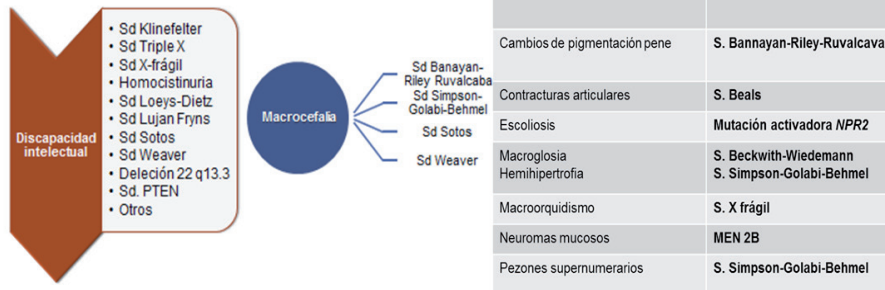 Discapacidad
intelectual
• Sd Klinefelter
• Sd Triple X
• Sd X-frágil
• Homocistinuria
• Sd Loeys-Dietz
• Sd Lujan Fryns
• Sd Sotos
• Sd Weaver
• Deleción 22 q13.3
• Sd. PTEN
• Otros
Macrocefalia
Sd Banayan-
Riley Ruvalcaba
Sd Simpson-
Golabi-Behmel
Sd Sotos
Sd Weaver
Cambios de pigmentación pene S. Bannayan-Riley-Ruvalcava
Contracturas articulares S. Beals
Escoliosis Mutación activadora NPR2
Macroglosia S. Beckwith-Wiedemann
Hemihipertrofia S. Simpson-Golabi-Behmel
Macroorquidismo S. X frágil
Neuromas mucosos MEN 2B
Pezones supernumerarios S. Simpson-Golabi-Behmel